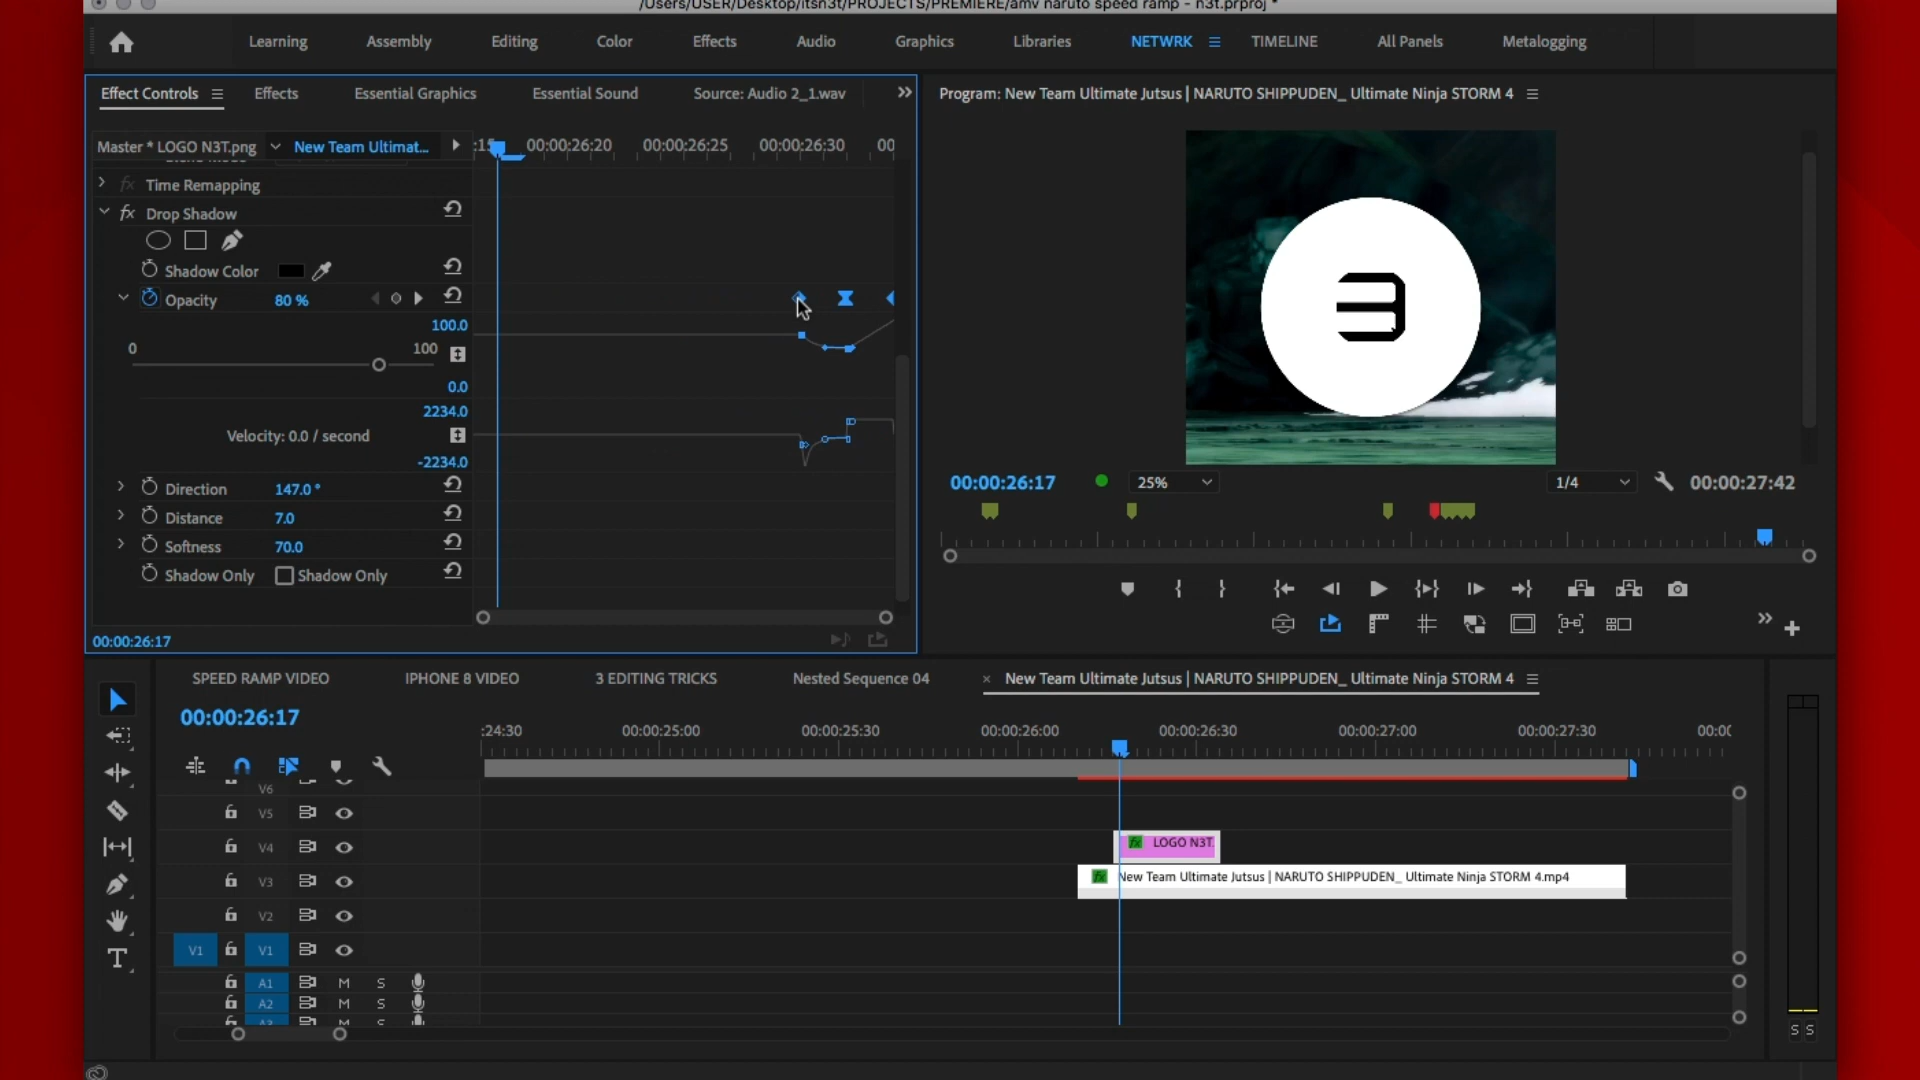 /Users/USER/Desktop/itsn3t/PROJECTS/PREMIERE/amv naruto speed ramp - n3t.prproj *
Learning Assembly Editing Color Effects Audio Graphics Libraries NETWRK TIMELINE All Panels Metalogging
Effect Controls Effects Essential Graphics Essential Sound Source: Audio 2_1.wav
Master * LOGO N3T.png New Team Ultimat...
:15 00:00:26:20 00:00:26:25 00:00:26:30 00
Time Remapping
fx Drop Shadow
Shadow Color
Opacity 80 %
100.0
0 100
0.0
2234.0
Velocity: 0.0 / second
-2234.0
Direction 147.0 °
Distance 7.0
Softness 70.0
Shadow Only Shadow Only
00:00:26:17
Program: New Team Ultimate Jutsus | NARUTO SHIPPUDEN_ Ultimate Ninja STORM 4
00:00:26:17 25% 1/4 00:00:27:42
SPEED RAMP VIDEO IPHONE 8 VIDEO 3 EDITING TRICKS Nested Sequence 04 × New Team Ultimate Jutsus | NARUTO SHIPPUDEN_ Ultimate Ninja STORM 4
00:00:26:17
:24:30 00:00:25:00 00:00:25:30 00:00:26:00 00:00:26:30 00:00:27:00 00:00:27:30 00:00
V6
V5
V4
fx LOGO N3T.
V3
fx New Team Ultimate Jutsus | NARUTO SHIPPUDEN_ Ultimate Ninja STORM 4.mp4
V2
V1 V1
A1 M S
A2 M S
A3 M S
S S